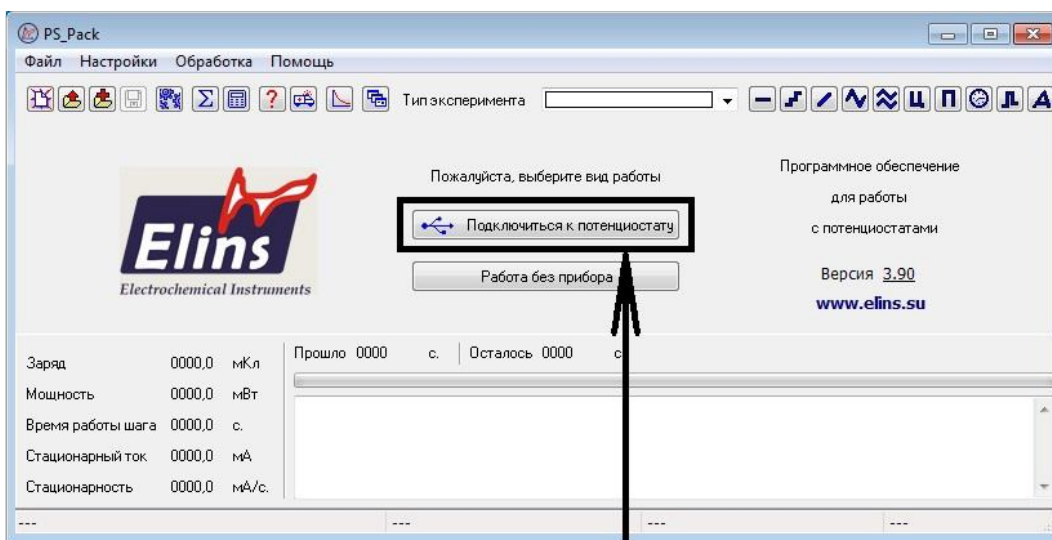 PS_Pack
Файл Настройки Обработка Помощь
Тип эксперимента
Ц П А
Пожалуйста, выберите вид работы
Подключиться к потенциостату
Работа без прибора
Elins
Electrochemical Instruments
Программное обеспечение
для работы
с потенциостатами
Версия 3.90
www.elins.su
Заряд 0000,0 мКл
Мощность 0000,0 мВт
Время работы шага 0000,0 с.
Стационарный ток 0000,0 мА
Стационарность 0000,0 мА/с.
Прошло 0000 с. Осталось 0000 с
--- --- --- ---